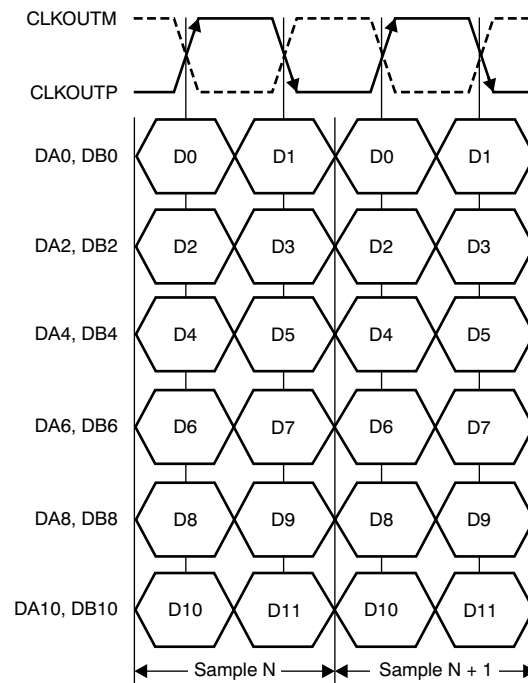 CLKOUTM
CLKOUTP
DA0, DB0 D0 D1 D0 D1
DA2, DB2 D2 D3 D2 D3
DA4, DB4 D4 D5 D4 D5
DA6, DB6 D6 D7 D6 D7
DA8, DB8 D8 D9 D8 D9
DA10, DB10 D10 D11 D10 D11
Sample N Sample N + 1